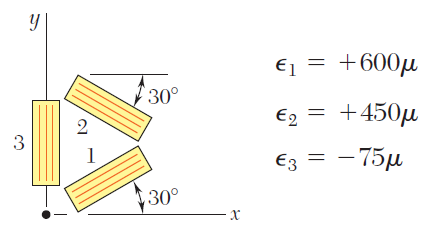 y
30°
2
3
1
30°
x
ϵ₁ = +600μ
ϵ₂ = +450μ
ϵ₃ = −75μ